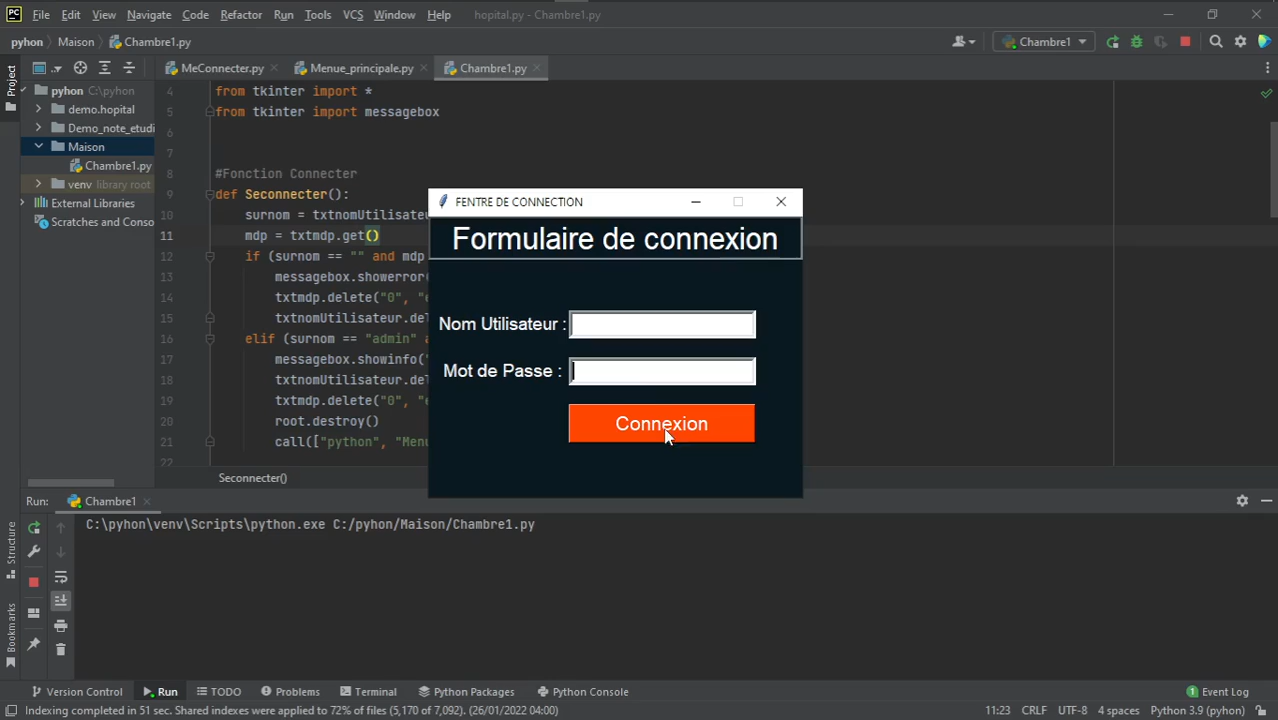 PC File Edit View Navigate Code Refactor Run Tools VCS Window Help hopital.py - Chambre1.py
pyhon Maison Chambre1.py Chambre1
Project
MeConnecter.py Menue_principale.py Chambre1.py
pyhon C:\pyhon
demo.hopital
Demo_note_etudi
Maison
Chambre1.py
venv library root
External Libraries
Scratches and Conso
4 from tkinter import *
5 from tkinter import messagebox
6
7
8 #Fonction Connecter
9 def Seconnecter():
10 surnom = txtnomUtilisateu
11 mdp = txtmdp.get()
12 if (surnom == "" and mdp
13 messagebox.showerror(
14 txtmdp.delete("0", "e
15 txtnomUtilisateur.del
16 elif (surnom == "admin" a
17 messagebox.showinfo("
18 txtnomUtilisateur.del
19 txtmdp.delete("0", "e
20 root.destroy()
21 call(["python", "Menu
22
Seconnecter()
FENTRE DE CONNECTION
Formulaire de connexion
Nom Utilisateur :
Mot de Passe :
Connexion
Run: Chambre1
C:\pyhon\venv\Scripts\python.exe C:/pyhon/Maison/Chambre1.py
Structure
Bookmarks
Version Control Run TODO Problems Terminal Python Packages Python Console 1 Event Log
Indexing completed in 51 sec. Shared indexes were applied to 72% of files (5,170 of 7,092). (26/01/2022 04:00) 11:23 CRLF UTF-8 4 spaces Python 3.9 (pyhon)